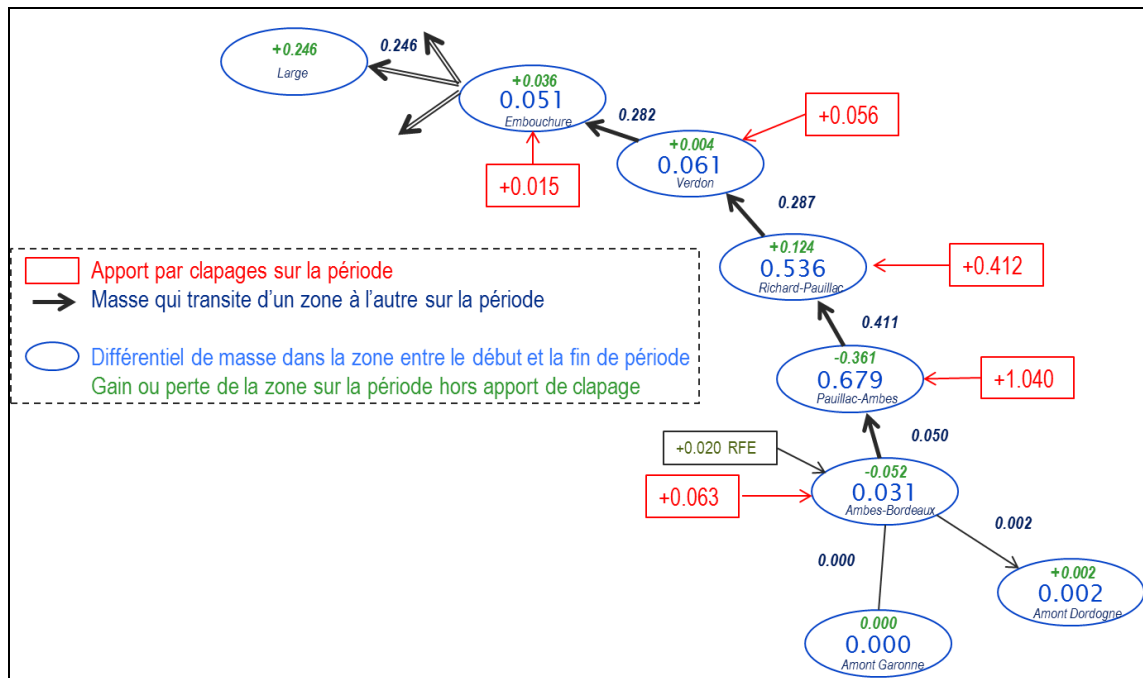 +0.246
Large
0.246
+0.036
0.051
Embouchure
0.282
+0.056
+0.004
0.061
Verdon
+0.015
0.287
+0.124
0.536
Richard-Pauillac
+0.412
Apport par clapages sur la période
Masse qui transite d'un zone à l'autre sur la période
Différentiel de masse dans la zone entre le début et la fin de période
Gain ou perte de la zone sur la période hors apport de clapage
0.411
-0.361
0.679
Pauillac-Ambes
+1.040
0.050
+0.020 RFE
+0.063
-0.052
0.031
Ambes-Bordeaux
0.002
0.000
+0.002
0.002
Amont Dordogne
0.000
0.000
Amont Garonne